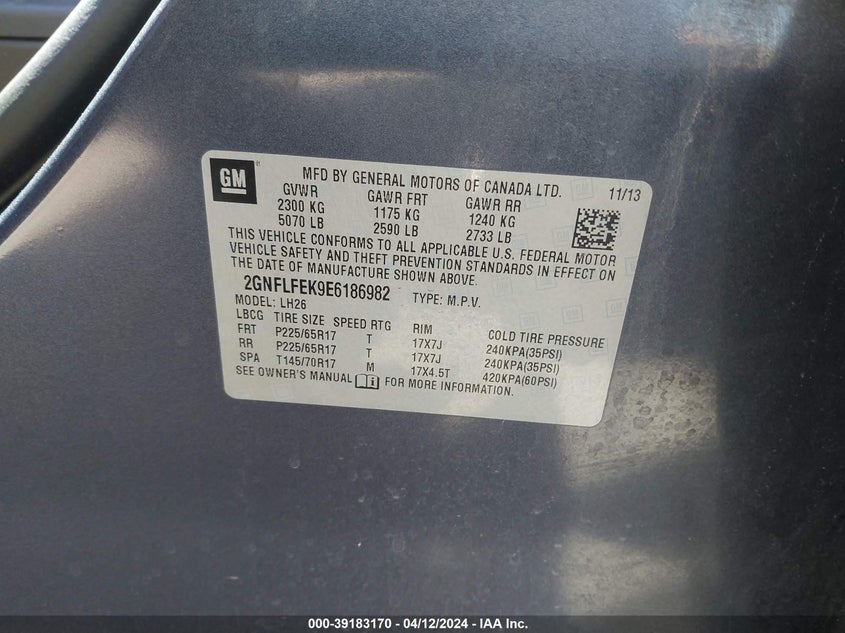 GM
MFD BY GENERAL MOTORS OF CANADA LTD. 11/13
GVWR GAWR FRT GAWR RR
2300 KG 1175 KG 1240 KG
5070 LB 2590 LB 2733 LB
THIS VEHICLE CONFORMS TO ALL APPLICABLE U.S. FEDERAL MOTOR
VEHICLE SAFETY AND THEFT PREVENTION STANDARDS IN EFFECT ON
THE DATE OF MANUFACTURE SHOWN ABOVE.
2GNFLFEK9E6186982 TYPE: M.P.V.
MODEL: LH26
LBCG TIRE SIZE SPEED RTG RIM COLD TIRE PRESSURE
FRT P225/65R17 T 17X7J 240KPA(35PSI)
RR P225/65R17 T 17X7J 240KPA(35PSI)
SPA T145/70R17 M 17X4.5T 420KPA(60PSI)
SEE OWNER'S MANUAL FOR MORE INFORMATION.
000-39183170 - 04/12/2024 - IAA Inc.